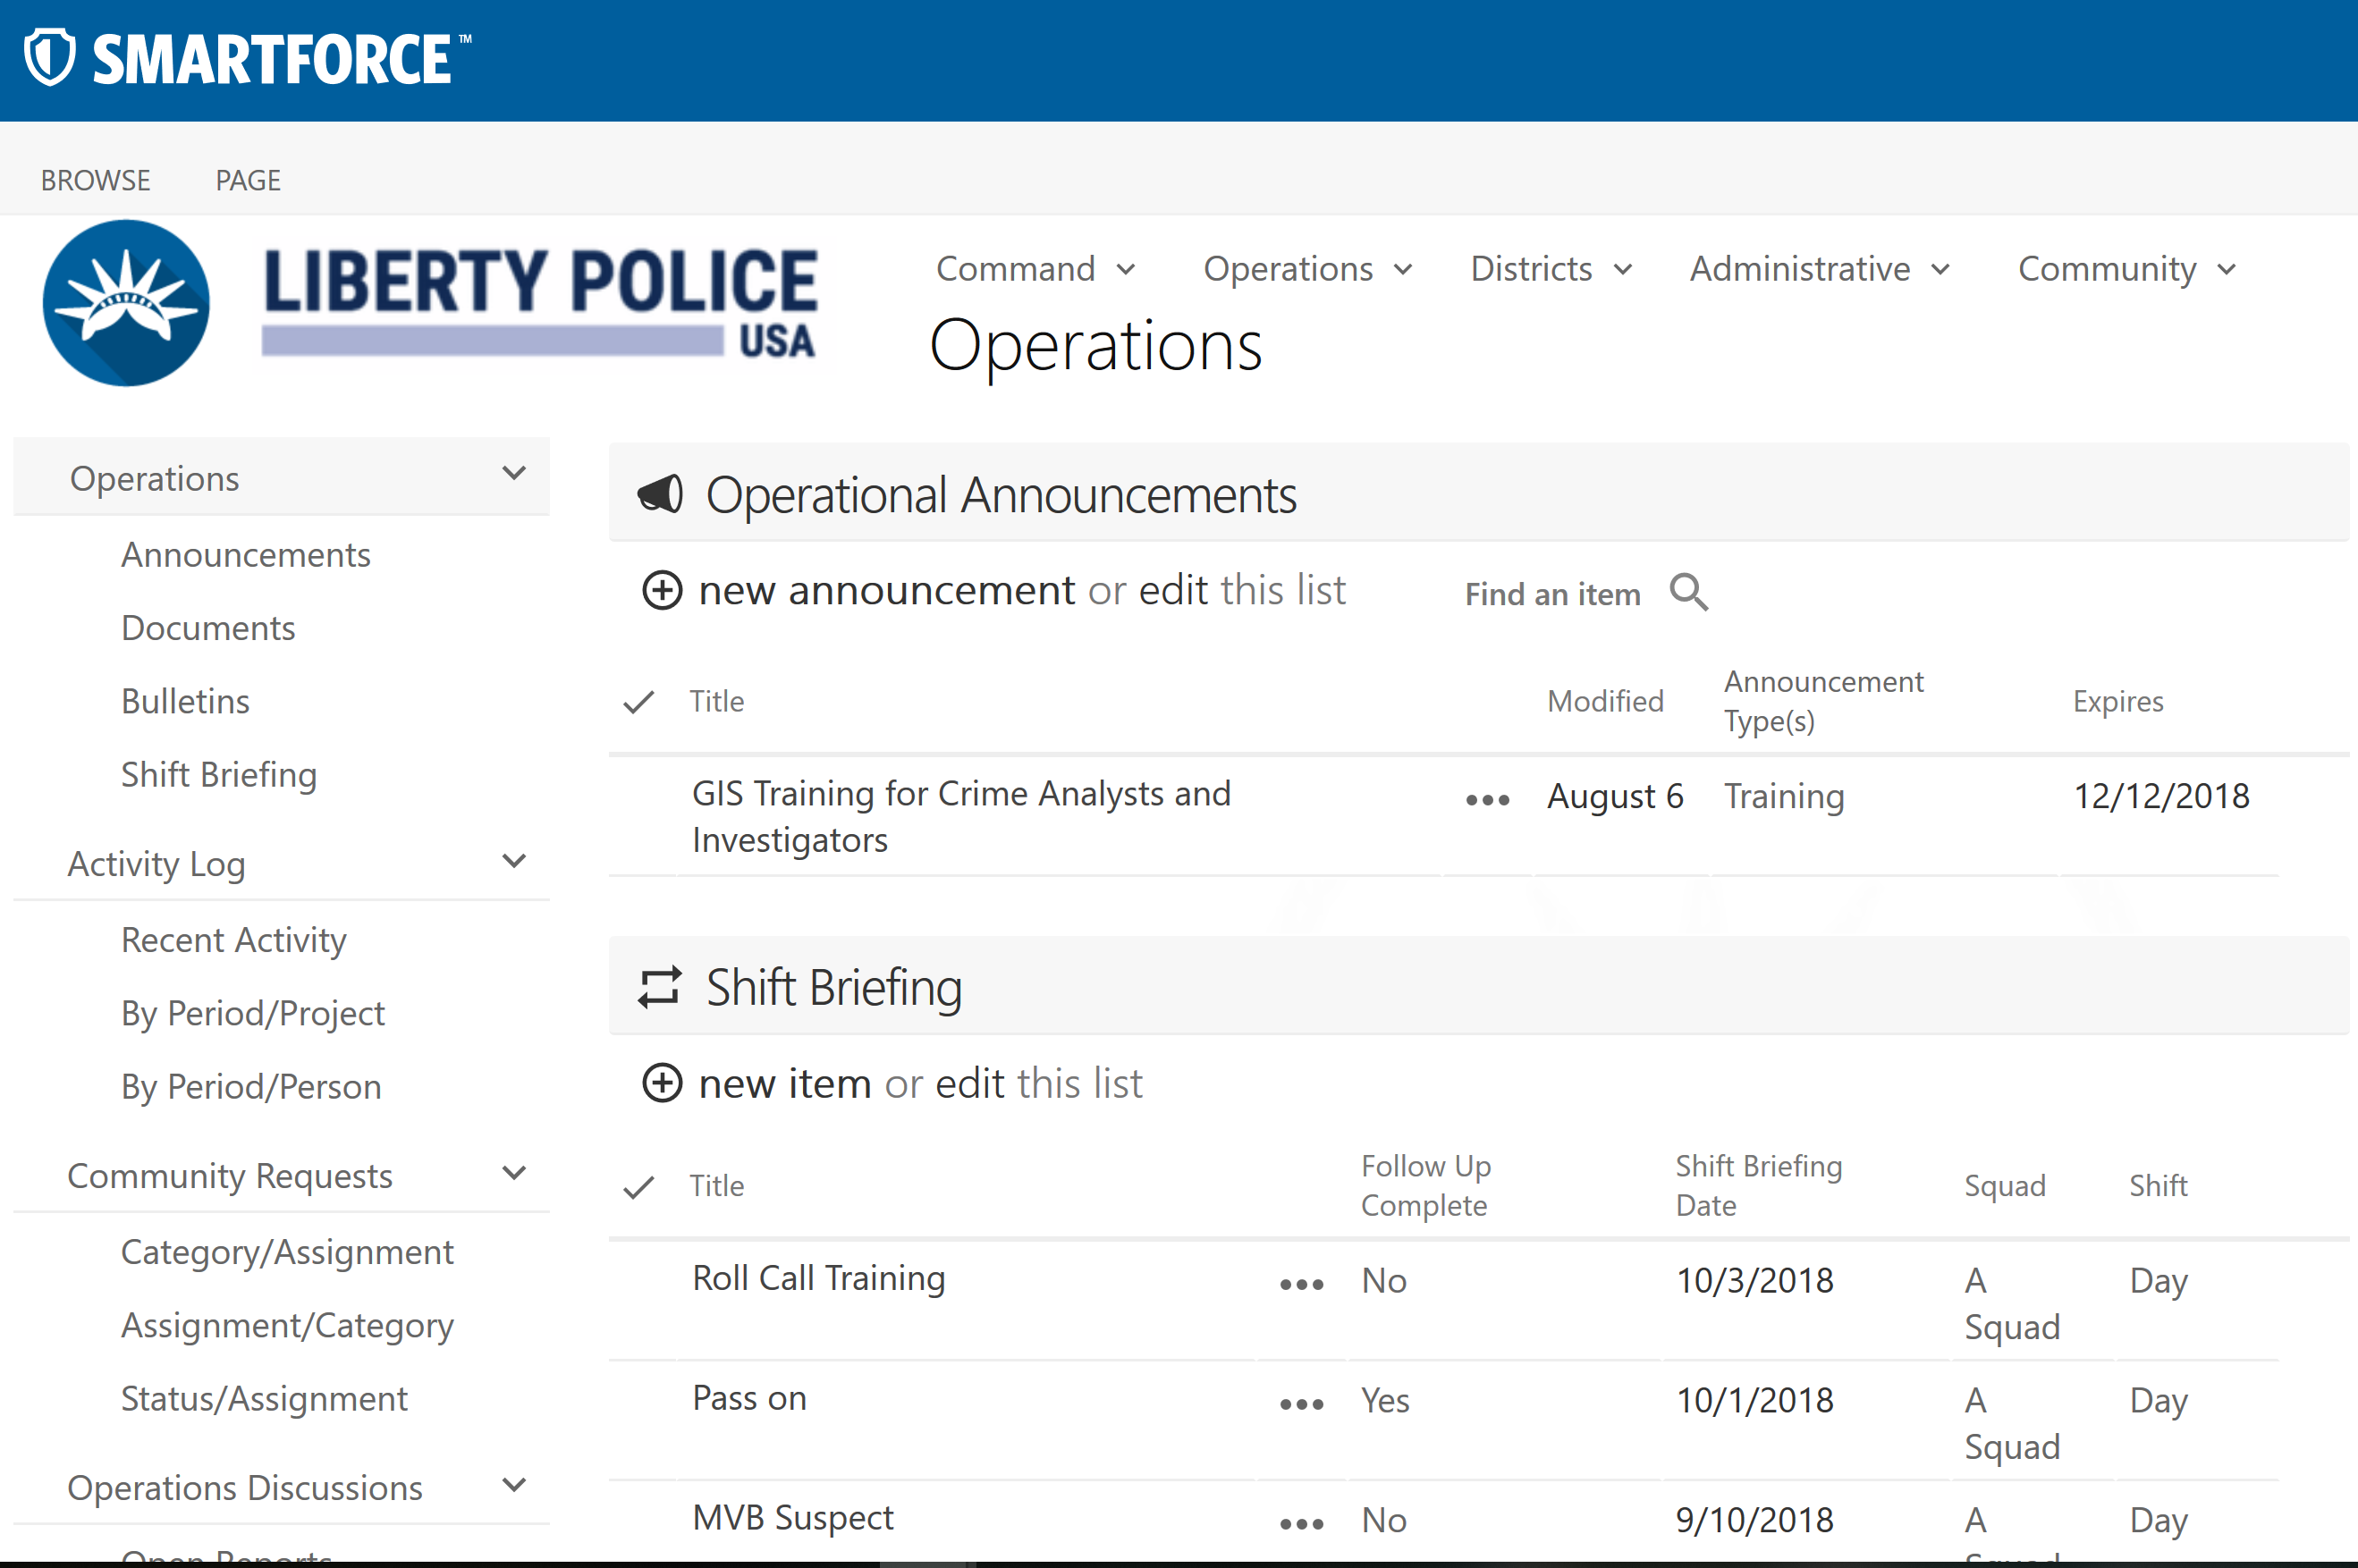 SMARTFORCE™
BROWSE PAGE
LIBERTY POLICE
USA
Command Operations Districts Administrative Community
Operations
Operations
Announcements
Documents
Bulletins
Shift Briefing
Activity Log
Recent Activity
By Period/Project
By Period/Person
Community Requests
Category/Assignment
Assignment/Category
Status/Assignment
Operations Discussions
Open Reports
Operational Announcements
new announcement or edit this list Find an item
Title Modified Announcement Type(s) Expires
GIS Training for Crime Analysts and ••• August 6 Training 12/12/2018
Investigators
Shift Briefing
new item or edit this list
Title Follow Up Complete Shift Briefing Date Squad Shift
Roll Call Training ••• No 10/3/2018 A Day
Squad
Pass on ••• Yes 10/1/2018 A Day
Squad
MVB Suspect ••• No 9/10/2018 A Day
Squad